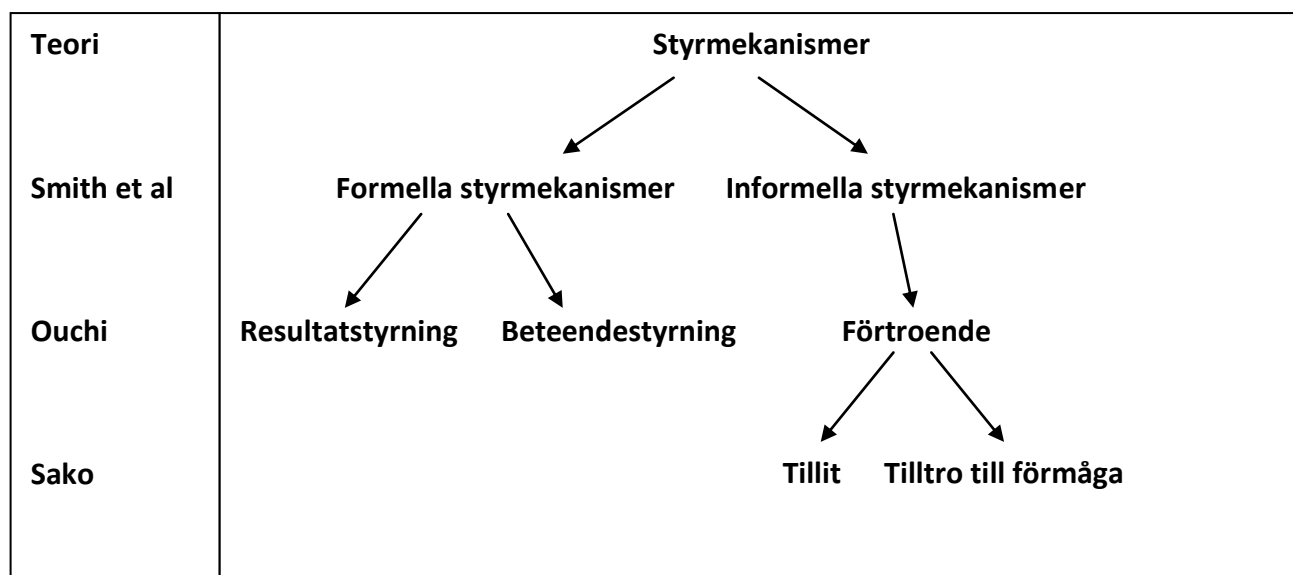 Teori Styrmekanismer
Smith et al Formella styrmekanismer Informella styrmekanismer
Ouchi Resultatstyrning Beteendestyrning Förtroende
Sako Tillit Tilltro till förmåga